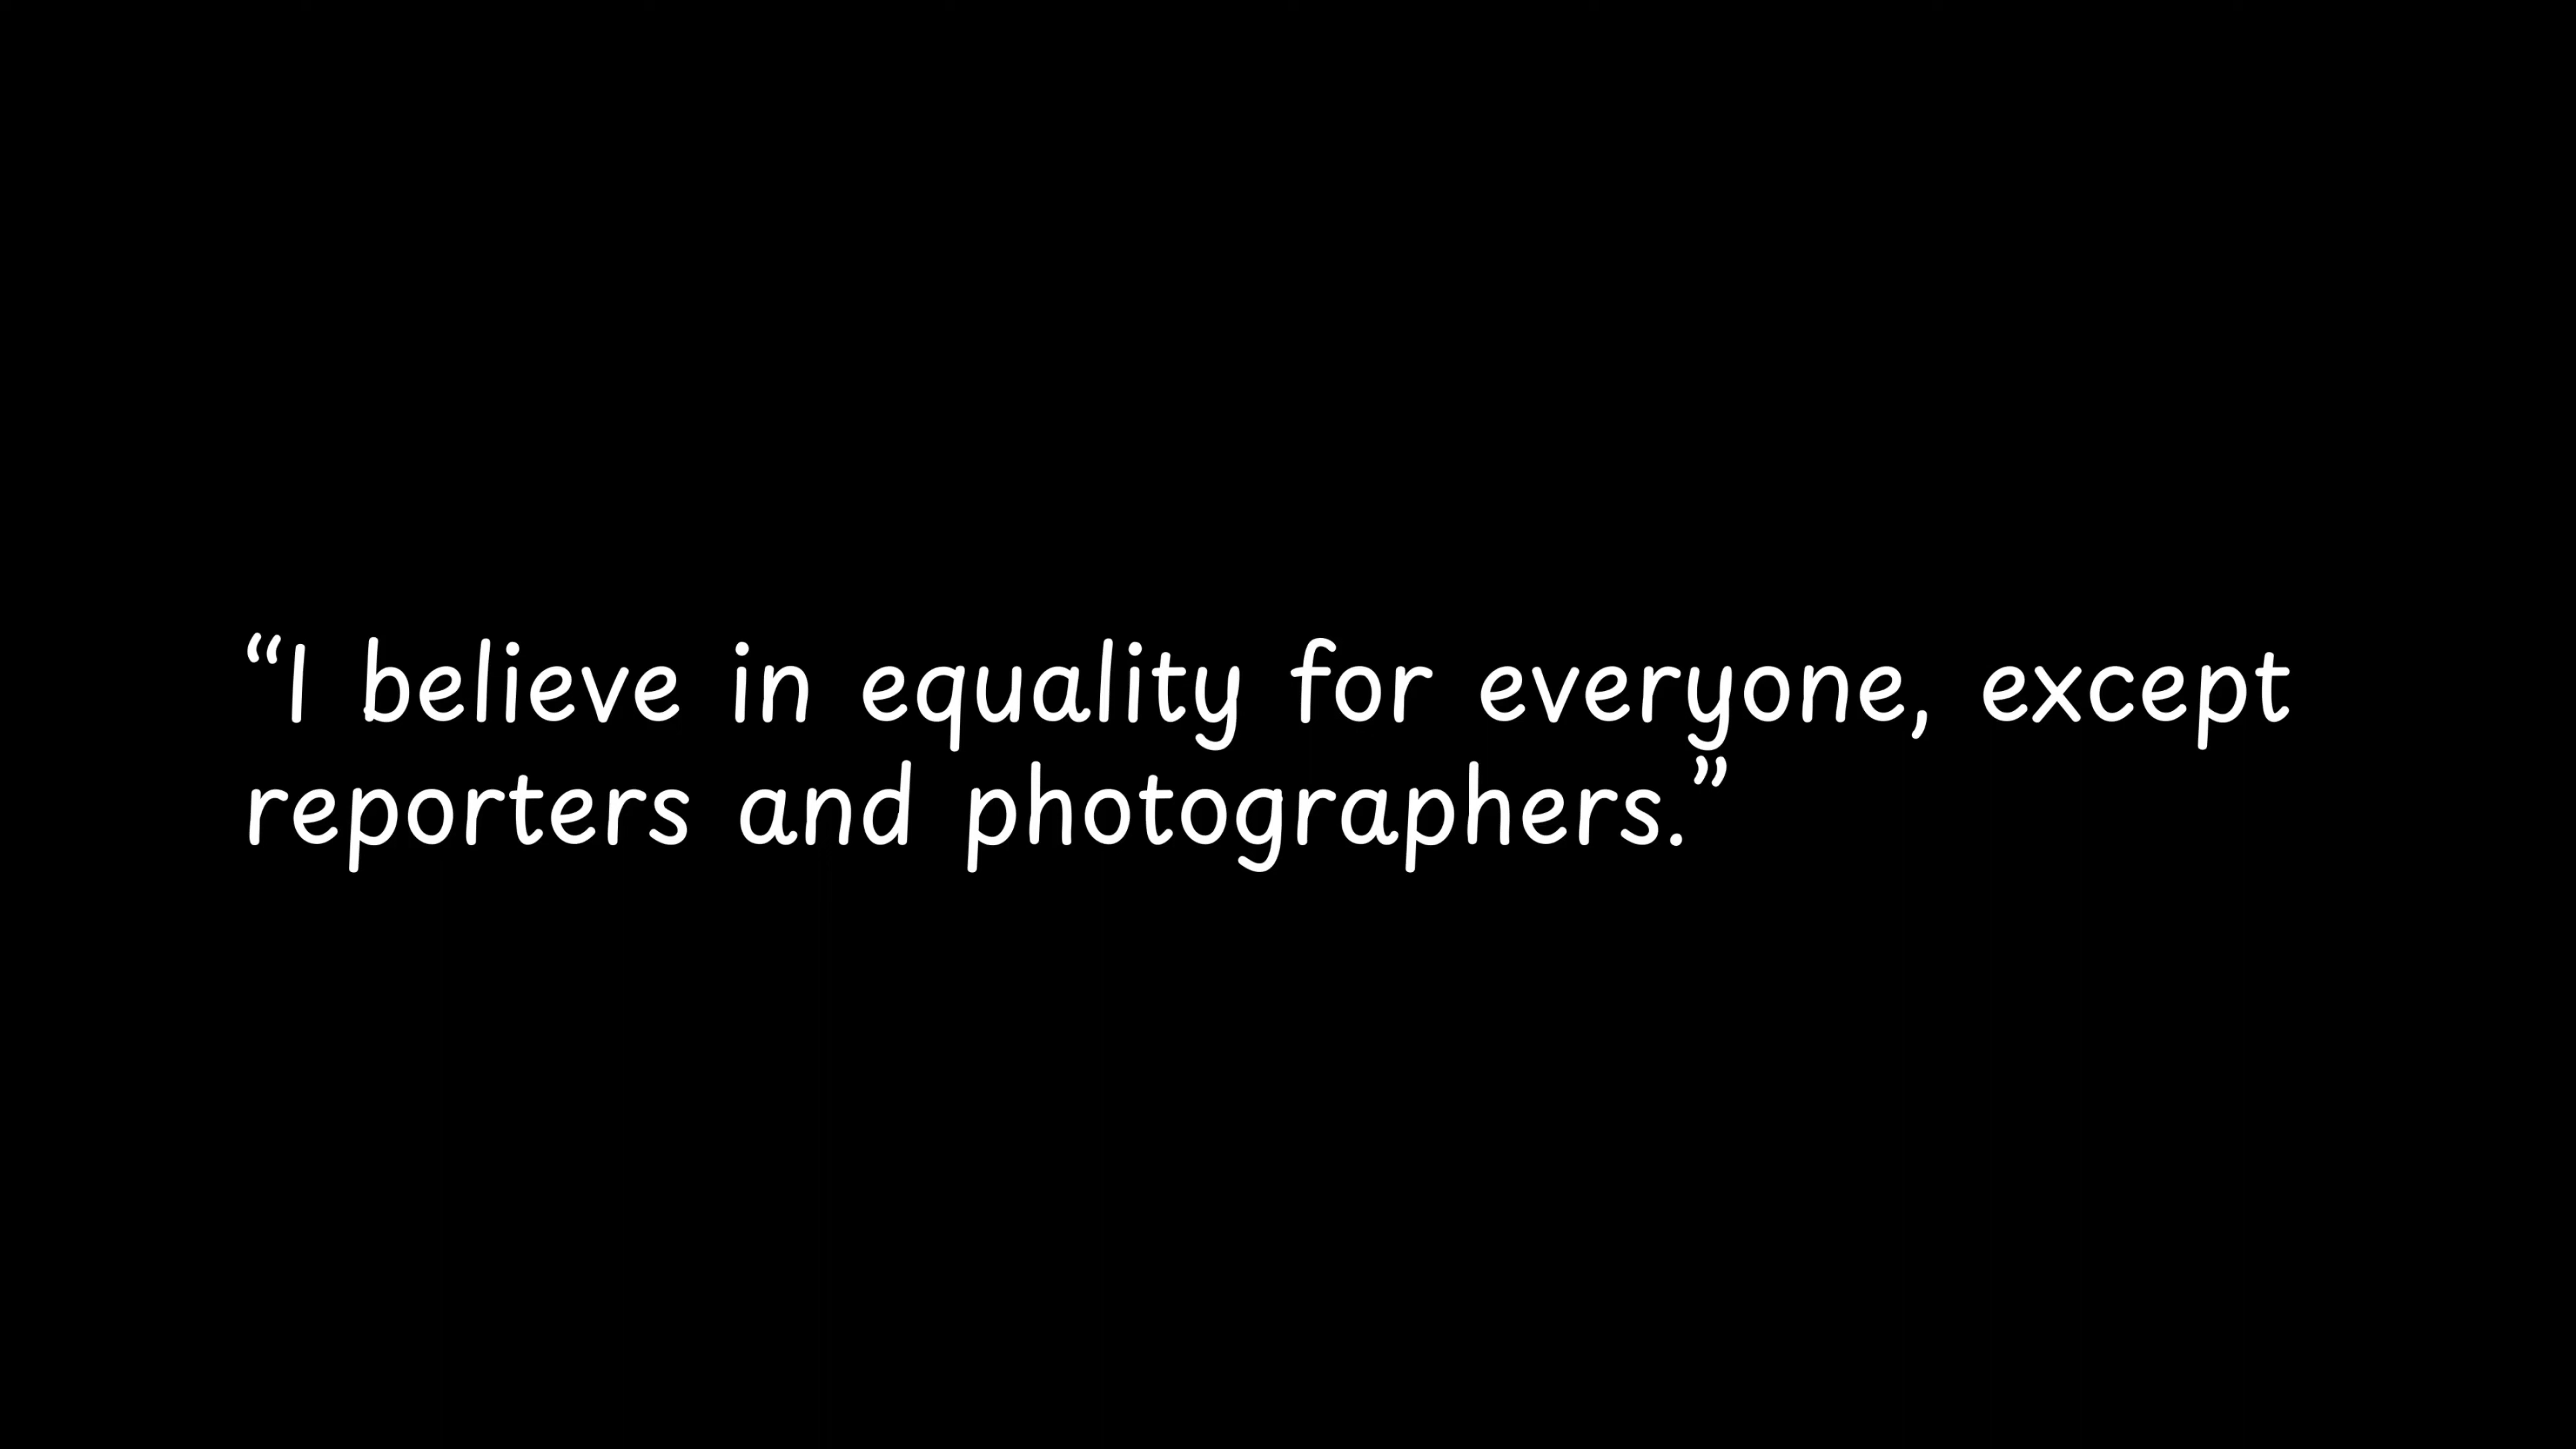 “I believe in equality for everyone, except
reporters and photographers.”